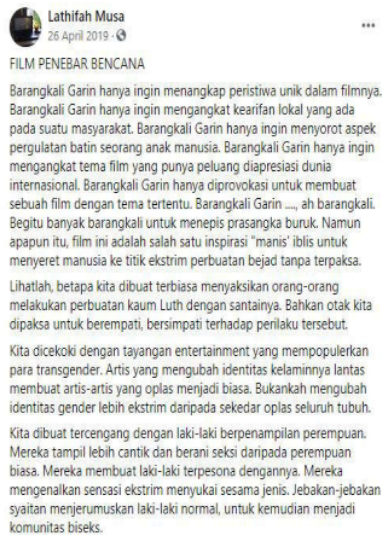 Lathifah Musa
26 April 2019 ·
FILM PENEBAR BENCANA
Barangkali Garin hanya ingin menangkap peristiwa unik dalam filmnya.
Barangkali Garin hanya ingin mengangkat kearifan lokal yang ada
pada suatu masyarakat. Barangkali Garin hanya ingin menyorot aspek
pergulatan batin seorang anak manusia. Barangkali Garin hanya ingin
mengangkat tema film yang punya peluang diapresiasi dunia
internasional. Barangkali Garin hanya diprovokasi untuk membuat
sebuah film dengan tema tertentu. Barangkali Garin ...., ah barangkali.
Begitu banyak barangkali untuk menepis prasangka buruk. Namun
apapun itu, film ini adalah salah satu inspirasi "manis' iblis untuk
menyeret manusia ke titik ekstrim perbuatan bejad tanpa terpaksa.
Lihatlah, betapa kita dibuat terbiasa menyaksikan orang-orang
melakukan perbuatan kaum Luth dengan santainya. Bahkan otak kita
dipaksa untuk berempati, bersimpati terhadap perilaku tersebut.
Kita dicekoki dengan tayangan entertainment yang mempopulerkan
para transgender. Artis yang mengubah identitas kelaminnya lantas
membuat artis-artis yang oplas menjadi biasa. Bukankah mengubah
identitas gender lebih ekstrim daripada sekedar oplas seluruh tubuh.
Kita dibuat tercengang dengan laki-laki berpenampilan perempuan.
Mereka tampil lebih cantik dan berani seksi daripada perempuan
biasa. Mereka membuat laki-laki terpesona dengannya. Mereka
mengenalkan sensasi ekstrim menyukai sesama jenis. Jebakan-jebakan
syaitan menjerumuskan laki-laki normal, untuk kemudian menjadi
komunitas biseks.